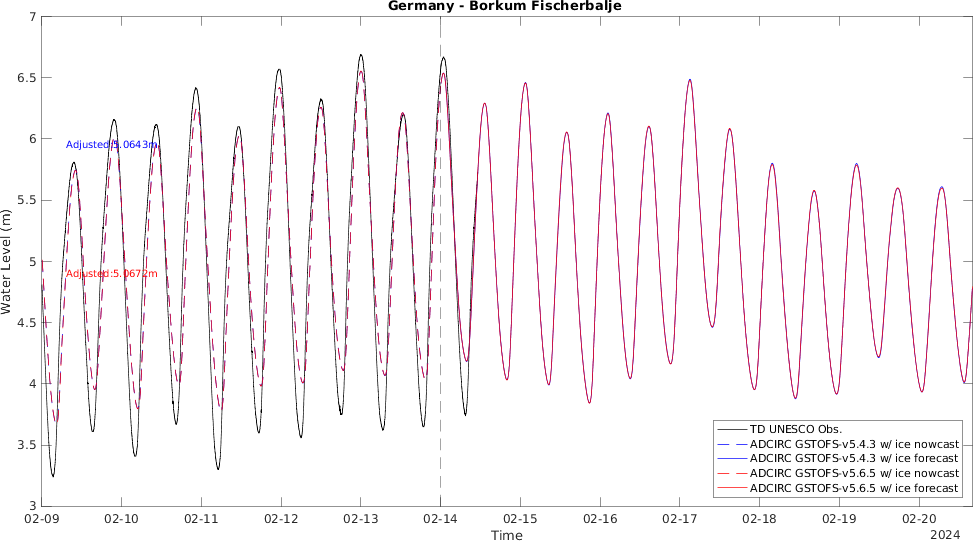 Germany - Borkum Fischerbalje
7
6.5
6
5.5
5
4.5
4
3.5
3
Water Level (m)
Adjusted:5.0643m
Adjusted:5.0672m
TD UNESCO Obs.
ADCIRC GSTOFS-v5.4.3 w/ ice nowcast
ADCIRC GSTOFS-v5.4.3 w/ ice forecast
ADCIRC GSTOFS-v5.6.5 w/ ice nowcast
ADCIRC GSTOFS-v5.6.5 w/ ice forecast
02-09 02-10 02-11 02-12 02-13 02-14 02-15 02-16 02-17 02-18 02-19 02-20
Time
2024